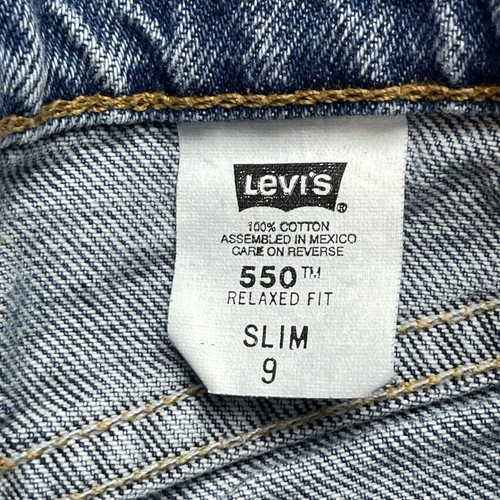 Levi's
®
100% COTTON
ASSEMBLED IN MEXICO
CARE ON REVERSE
550™
RELAXED FIT
SLIM
9